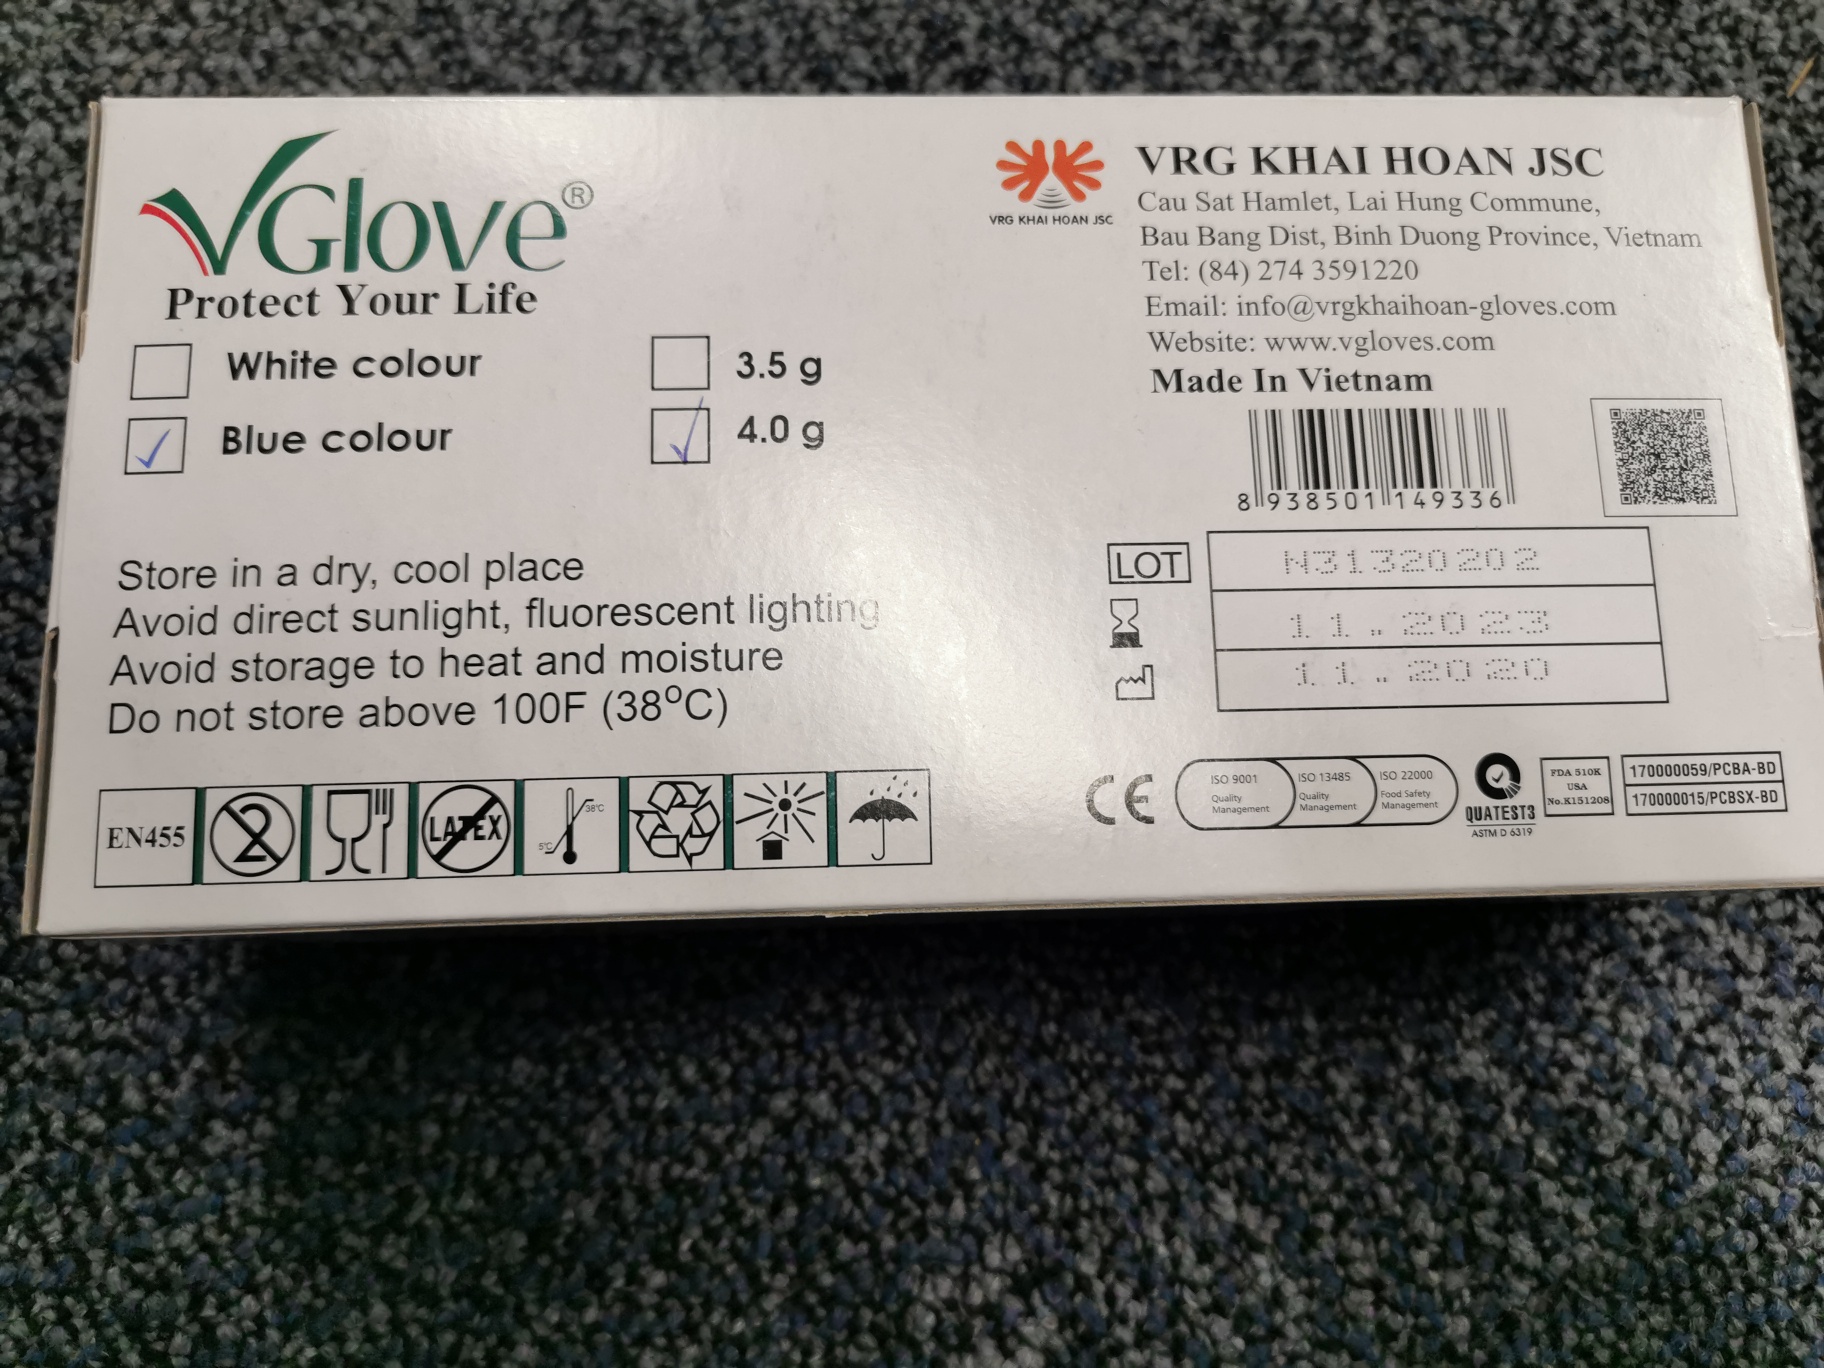 VGlove®
Protect Your Life
White colour
3.5 g
Blue colour
4.0 g
Store in a dry, cool place
Avoid direct sunlight, fluorescent lighting
Avoid storage to heat and moisture
Do not store above 100F (38°C)
EN455
2
LATEX
5°C
38°C
VRG KHAI HOAN JSC
VRG KHAI HOAN JSC
Cau Sat Hamlet, Lai Hung Commune,
Bau Bang Dist, Binh Duong Province, Vietnam
Tel: (84) 274 3591220
Email: info@vrgkhaihoan-gloves.com
Website: www.vgloves.com
Made In Vietnam
8 938501 149336
LOT
N31320202
11.2023
11.2020
CE
ISO 9001
Quality
Management
ISO 13485
Quality
Management
ISO 22000
Food Safety
Management
QUATEST3
ASTM D 6319
FDA 510K
USA
No.K151208
170000059/PCBA-BD
170000015/PCBSX-BD